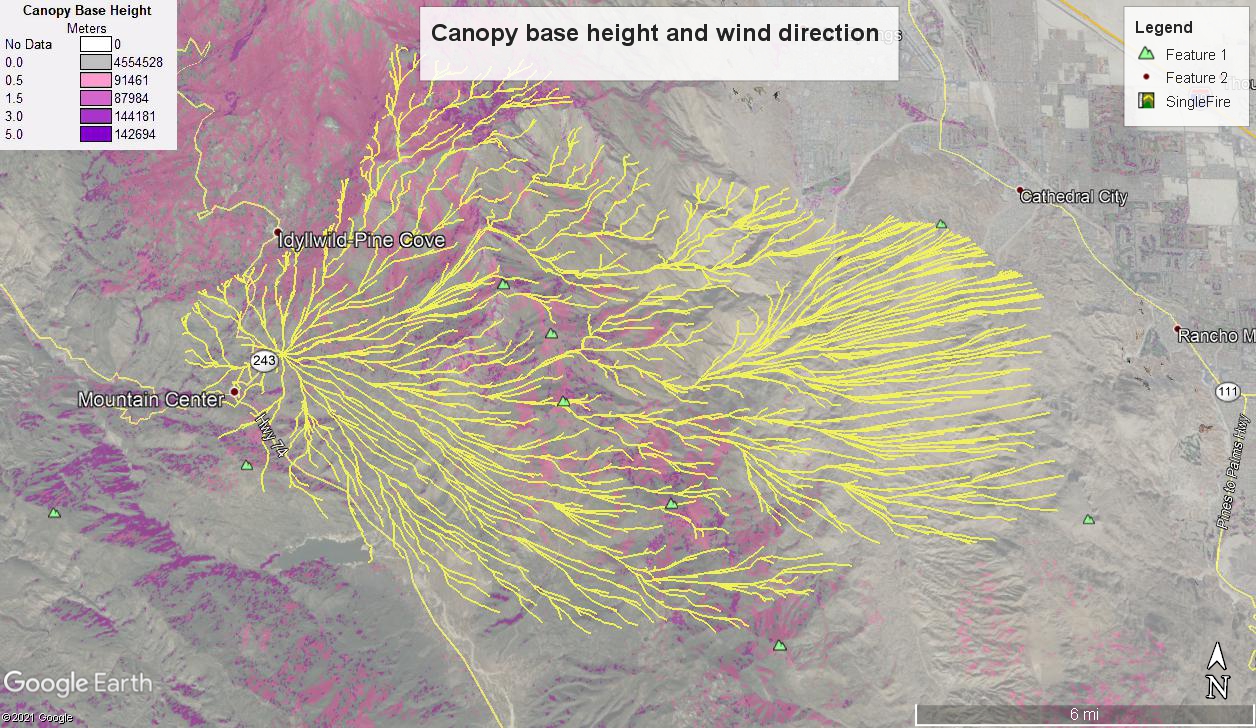 Canopy Base Height
Meters
No Data 0
0.0 4554528
0.5 91461
1.5 87984
3.0 144181
5.0 142694
Canopy base height and wind direction
Legend
Feature 1
Feature 2
SingleFire
Cathedral City
Idyllwild-Pine Cove
Rancho M
243
111
Mountain Center
Hwy 74
Pines to Palms Hwy
N
Google Earth
©2021 Google
6 mi